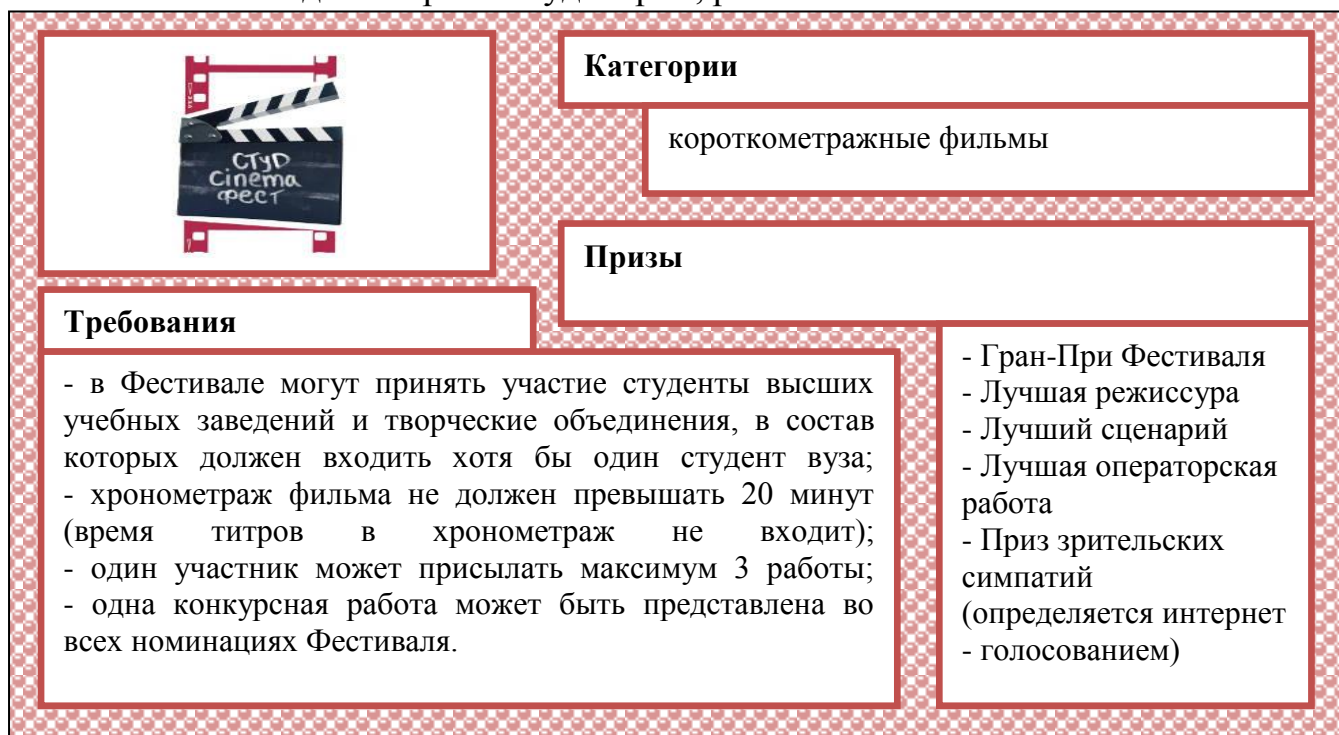 СТУD
Cinema
фест
Категории
короткометражные фильмы
Призы
- Гран-При Фестиваля
- Лучшая режиссура
- Лучший сценарий
- Лучшая операторская
работа
- Приз зрительских
симпатий
(определяется интернет
- голосованием)
Требования
- в Фестивале могут принять участие студенты высших
учебных заведений и творческие объединения, в состав
которых должен входить хотя бы один студент вуза;
- хронометраж фильма не должен превышать 20 минут
(время титров в хронометраж не входит);
- один участник может присылать максимум 3 работы;
- одна конкурсная работа может быть представлена во
всех номинациях Фестиваля.